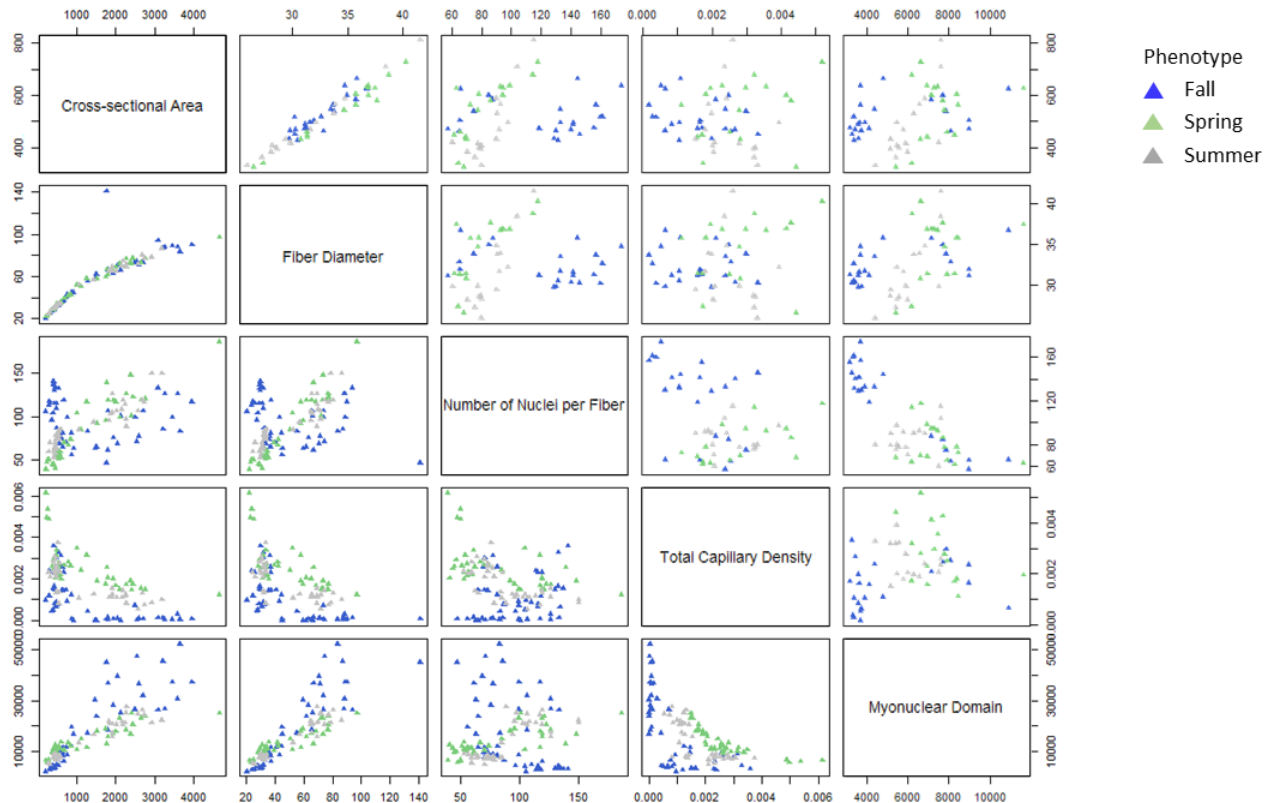 1000 2000 3000 4000 30 35 40 60 80 100 120 140 160 0.000 0.002 0.004 4000 6000 8000 10000
Cross-sectional Area
400 600 800
Phenotype
Fall
Spring
Summer
20 60 100 140
Fiber Diameter
30 35 40
50 100 150
Number of Nuclei per Fiber
60 80 120 160
0.000 0.002 0.004 0.006
Total Capillary Density
0.000 0.002 0.004
10000 30000 50000
Myonuclear Domain
10000 30000 50000
1000 2000 3000 4000 20 40 60 80 100 120 140 50 100 150 0.000 0.002 0.004 0.006 4000 6000 8000 10000